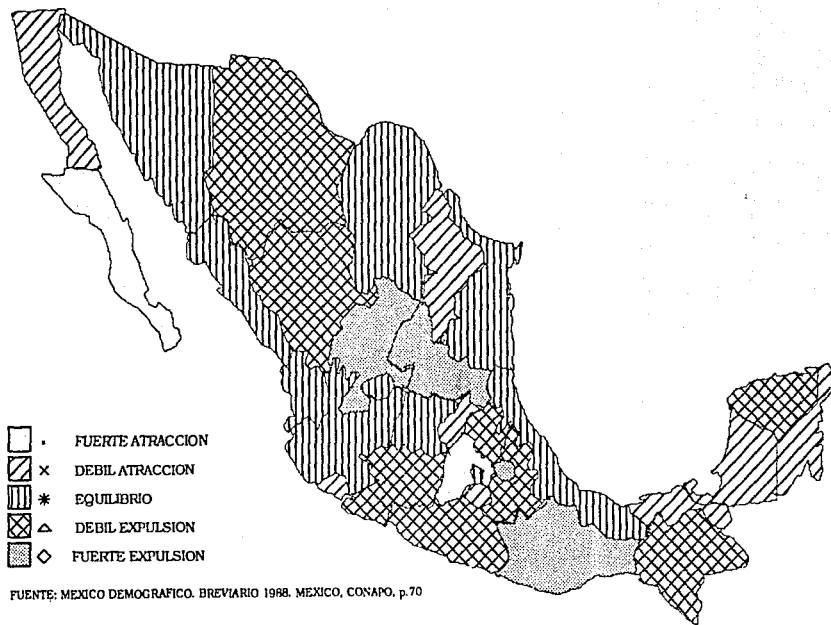 FUERTE ATRACCION
DEBIL ATRACCION
EQUILIBRIO
DEBIL EXPULSION
FUERTE EXPULSION
FUENTE: MEXICO DEMOGRAFICO. BREVIARIO 1988. MEXICO, CONAPO, p.70